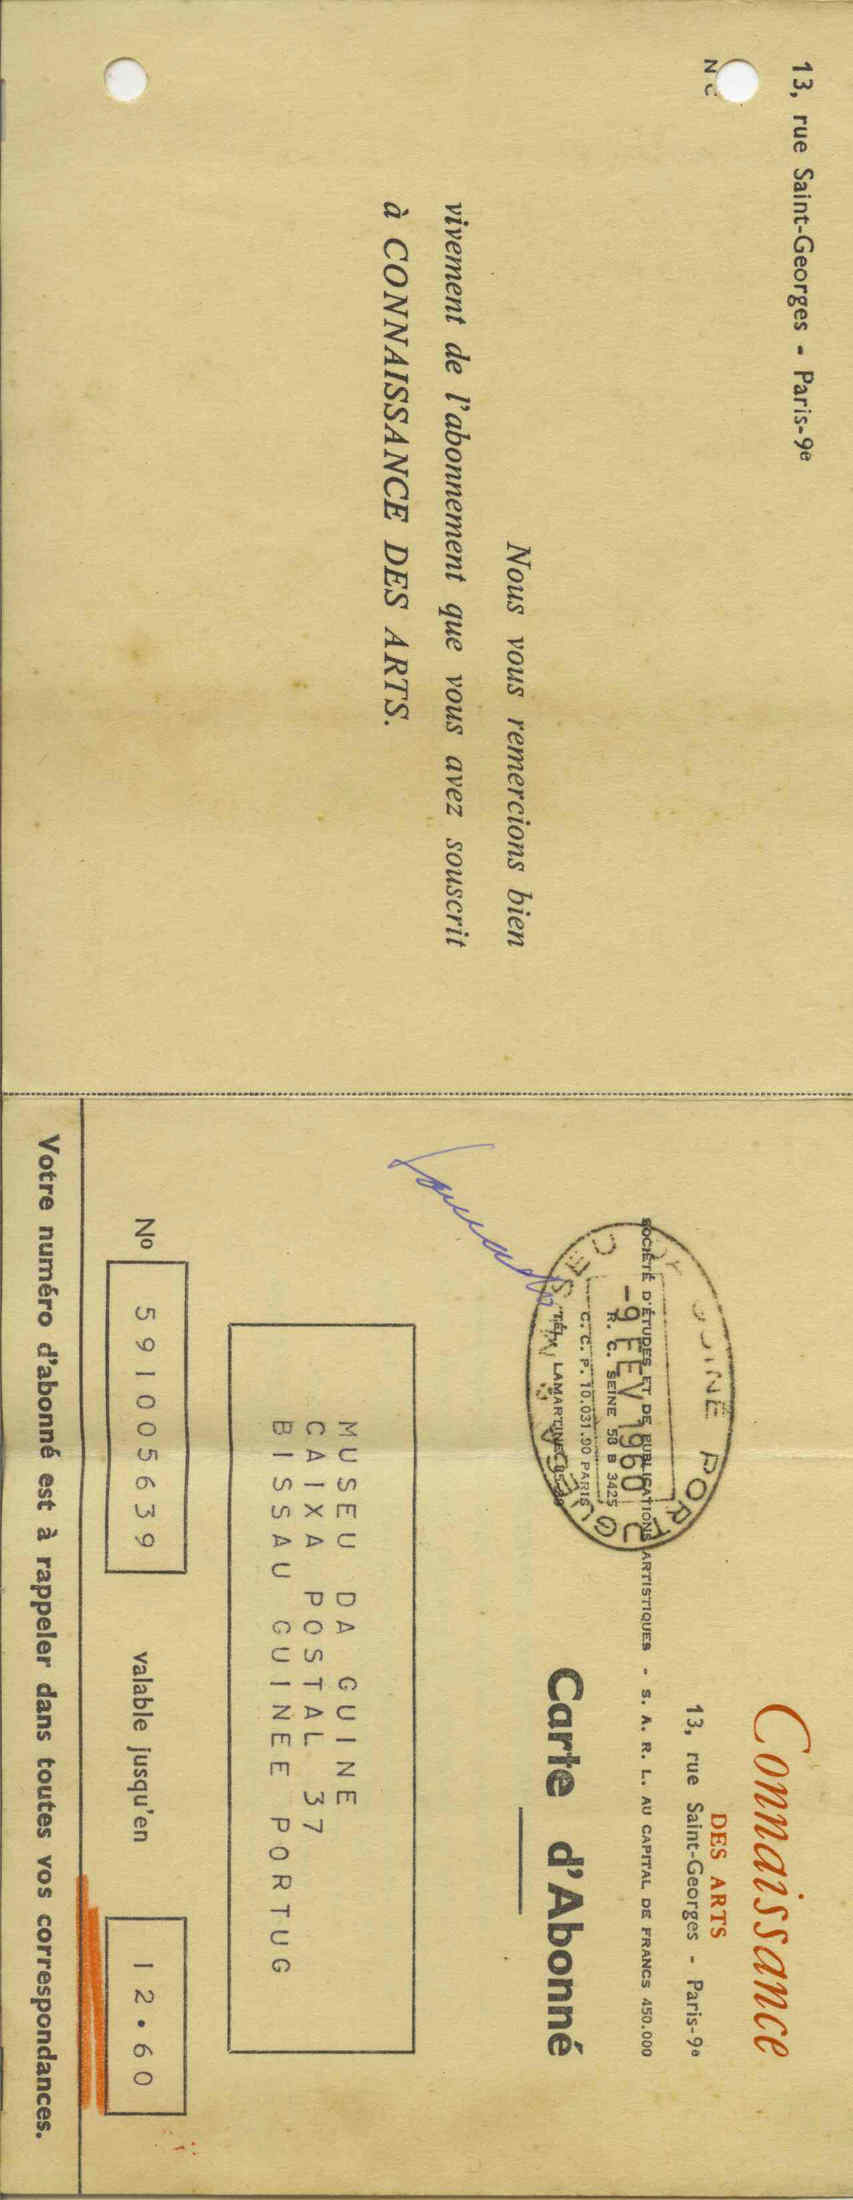 13, rue Saint-Georges - Paris-9e
Nous vous remercions bien
vivement de l'abonnement que vous avez souscrit
à CONNAISSANCE DES ARTS.
Connaissance
DES ARTS
13, rue Saint-Georges - Paris-9e
SOCIÉTÉ D'ÉTUDES ET DE PUBLICATIONS ARTISTIQUES - S. A. R. L. AU CAPITAL DE FRANCS 450.000
R. C. SEINE 58 B 3425
C. C. P. 10.031.90 PARIS
TÉL. LAMARTINE
-9 FEV 1960
Carte d'Abonné
MUSEU DA GUINE
CAIXA POSTAL 37
BISSAU GUINEE PORTUG
No 591005639 valable jusqu'en 12.60
Votre numéro d'abonné est à rappeler dans toutes vos correspondances.